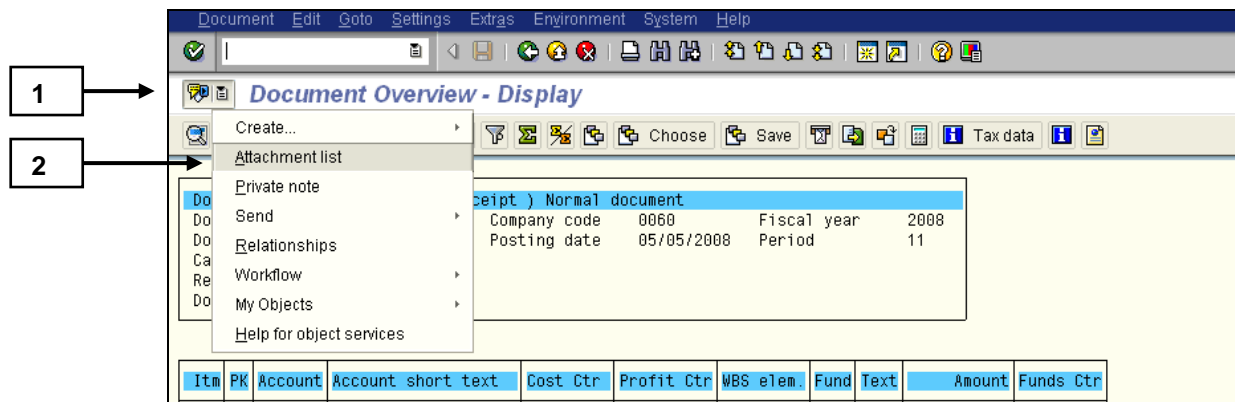 Document Edit Goto Settings Extras Environment System Help
1
Document Overview - Display
Create...
Choose Save Tax data
2
Attachment list
Private note
Do ceipt ) Normal document
Send
Do Company code 0060 Fiscal year 2008
Do Posting date 05/05/2008 Period 11
Relationships
Ca
Workflow
Re
My Objects
Do
Help for object services
Itm PK Account Account short text Cost Ctr Profit Ctr WBS elem. Fund Text Amount Funds Ctr